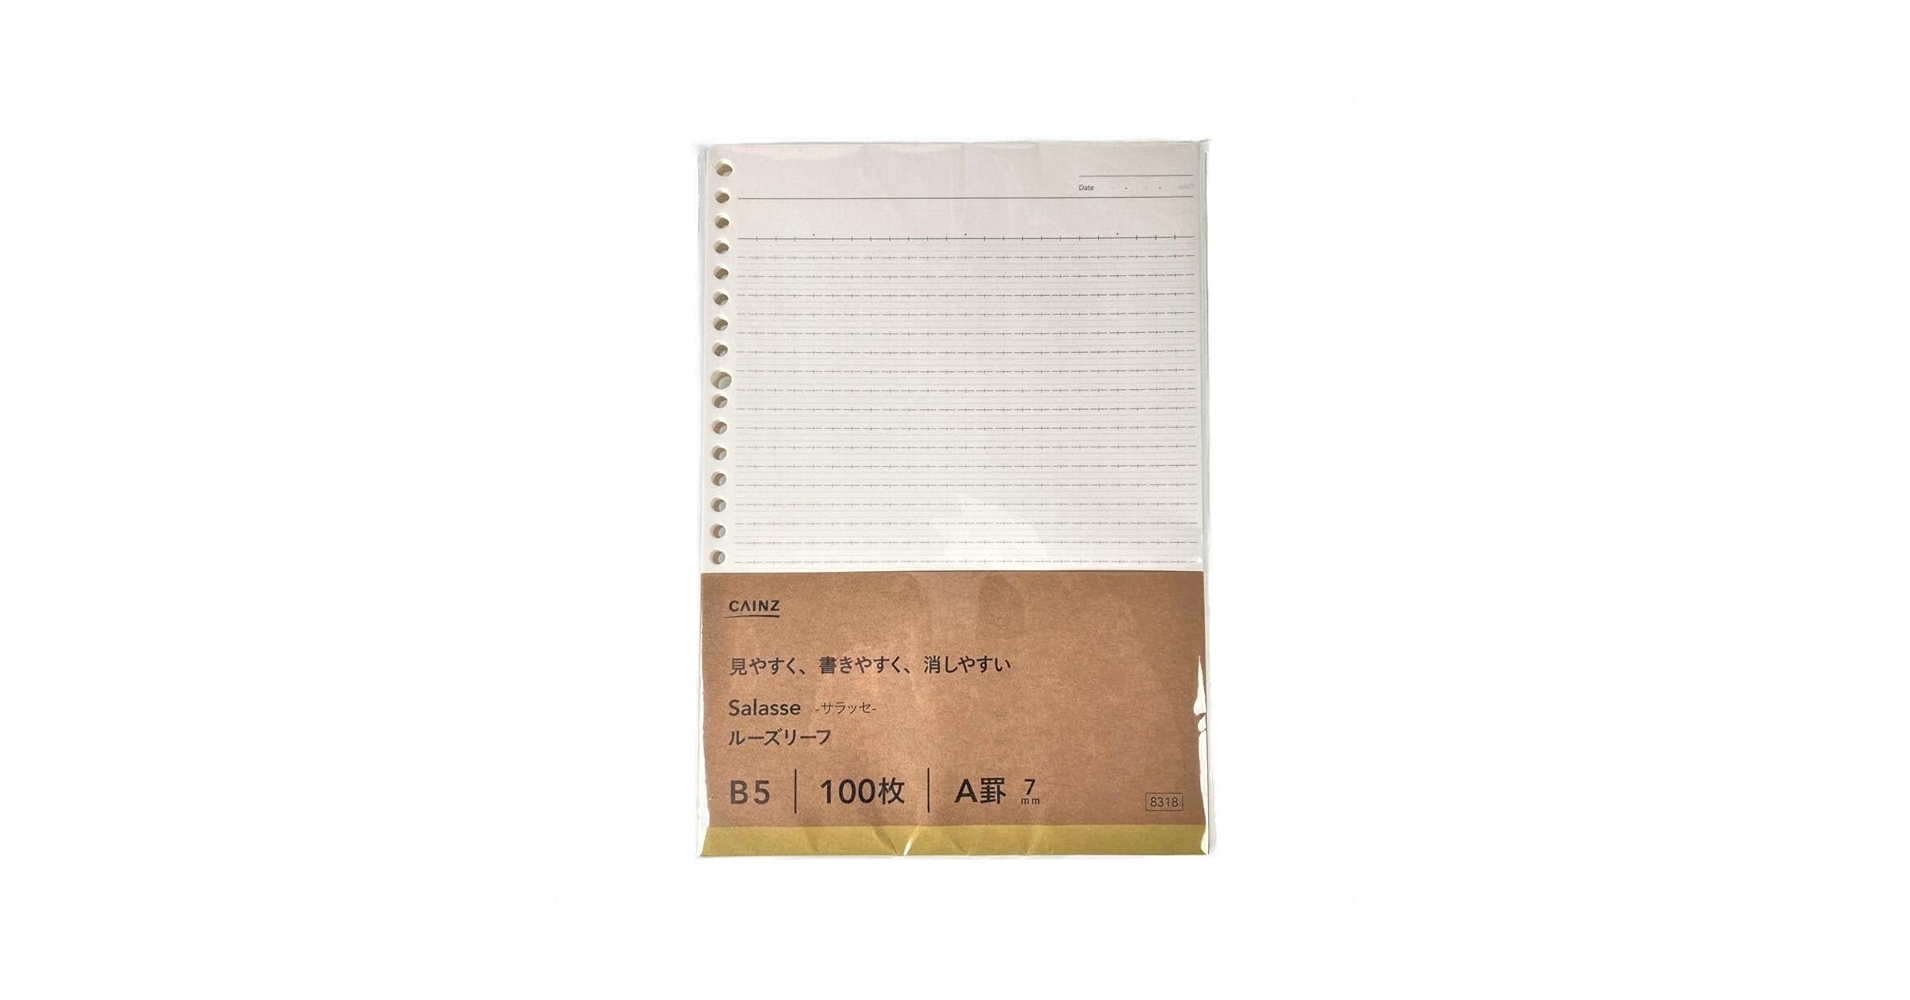 Date
CAINZ
見やすく、書きやすく、消しやすい
Salasse -サラッセ-
ルーズリーフ
B5 | 100枚 | A罫 7mm
8318